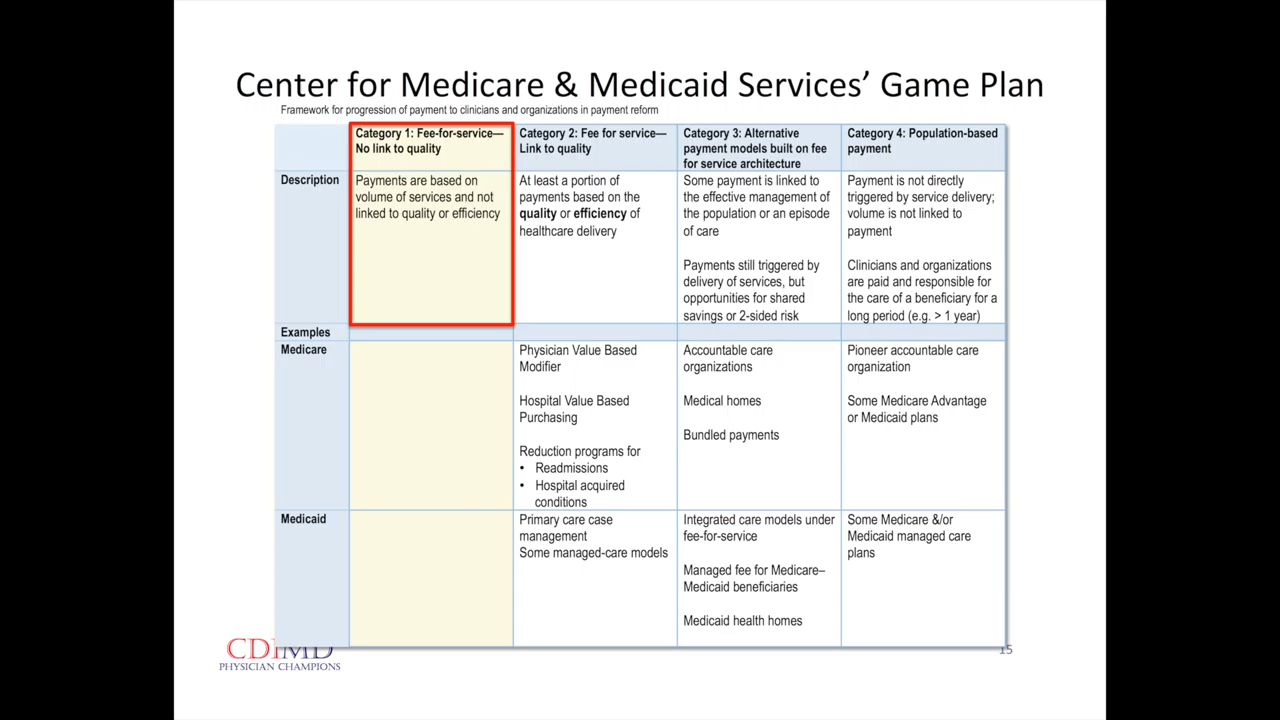 Center for Medicare & Medicaid Services’ Game Plan
Framework for progression of payment to clinicians and organizations in payment reform
Category 1: Fee-for-service—
No link to quality
Category 2: Fee for service—
Link to quality
Category 3: Alternative
payment models built on fee
for service architecture
Category 4: Population-based
payment
Description
Payments are based on
volume of services and not
linked to quality or efficiency
At least a portion of
payments based on the
quality or efficiency of
healthcare delivery
Some payment is linked to
the effective management of
the population or an episode
of care
Payments still triggered by
delivery of services, but
opportunities for shared
savings or 2-sided risk
Payment is not directly
triggered by service delivery;
volume is not linked to
payment
Clinicians and organizations
are paid and responsible for
the care of a beneficiary for a
long period (e.g. > 1 year)
Examples
Medicare
Physician Value Based
Modifier
Hospital Value Based
Purchasing
Reduction programs for
• Readmissions
• Hospital acquired
conditions
Accountable care
organizations
Medical homes
Bundled payments
Pioneer accountable care
organization
Some Medicare Advantage
or Medicaid plans
Medicaid
Primary care case
management
Some managed-care models
Integrated care models under
fee-for-service
Managed fee for Medicare–
Medicaid beneficiaries
Medicaid health homes
Some Medicare &/or
Medicaid managed care
plans
CDIMD
PHYSICIAN CHAMPIONS
15